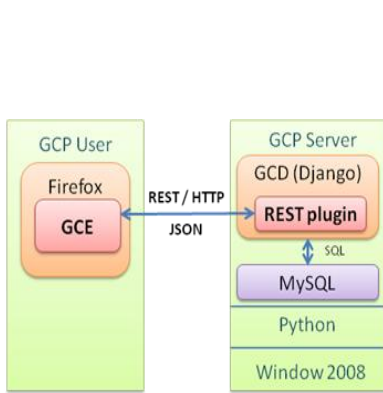 GCP User
Firefox
GCE
REST / HTTP
JSON
GCP Server
GCD (Django)
REST plugin
SQL
MySQL
Python
Window 2008